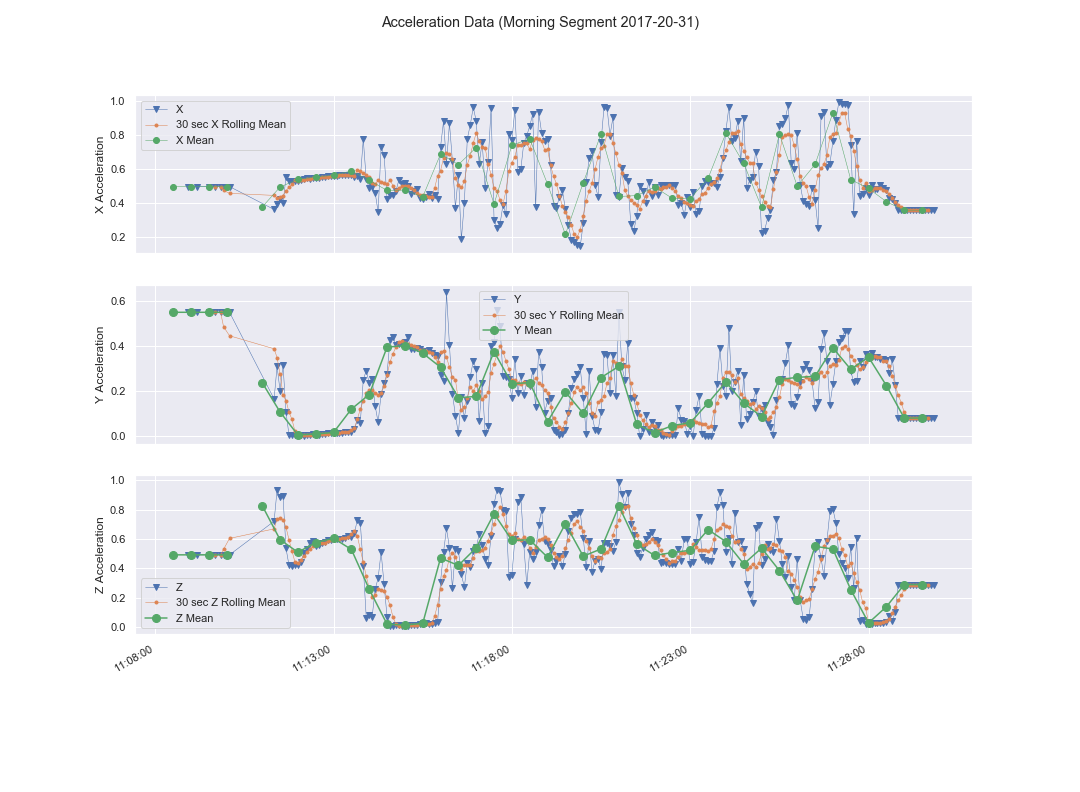 Acceleration Data (Morning Segment 2017-20-31)
1.0
0.8
0.6
0.4
0.2
X Acceleration
X
30 sec X Rolling Mean
X Mean
0.6
0.4
0.2
0.0
Y Acceleration
Y
30 sec Y Rolling Mean
Y Mean
1.0
0.8
0.6
0.4
0.2
0.0
Z Acceleration
Z
30 sec Z Rolling Mean
Z Mean
11:08:00
11:13:00
11:18:00
11:23:00
11:28:00